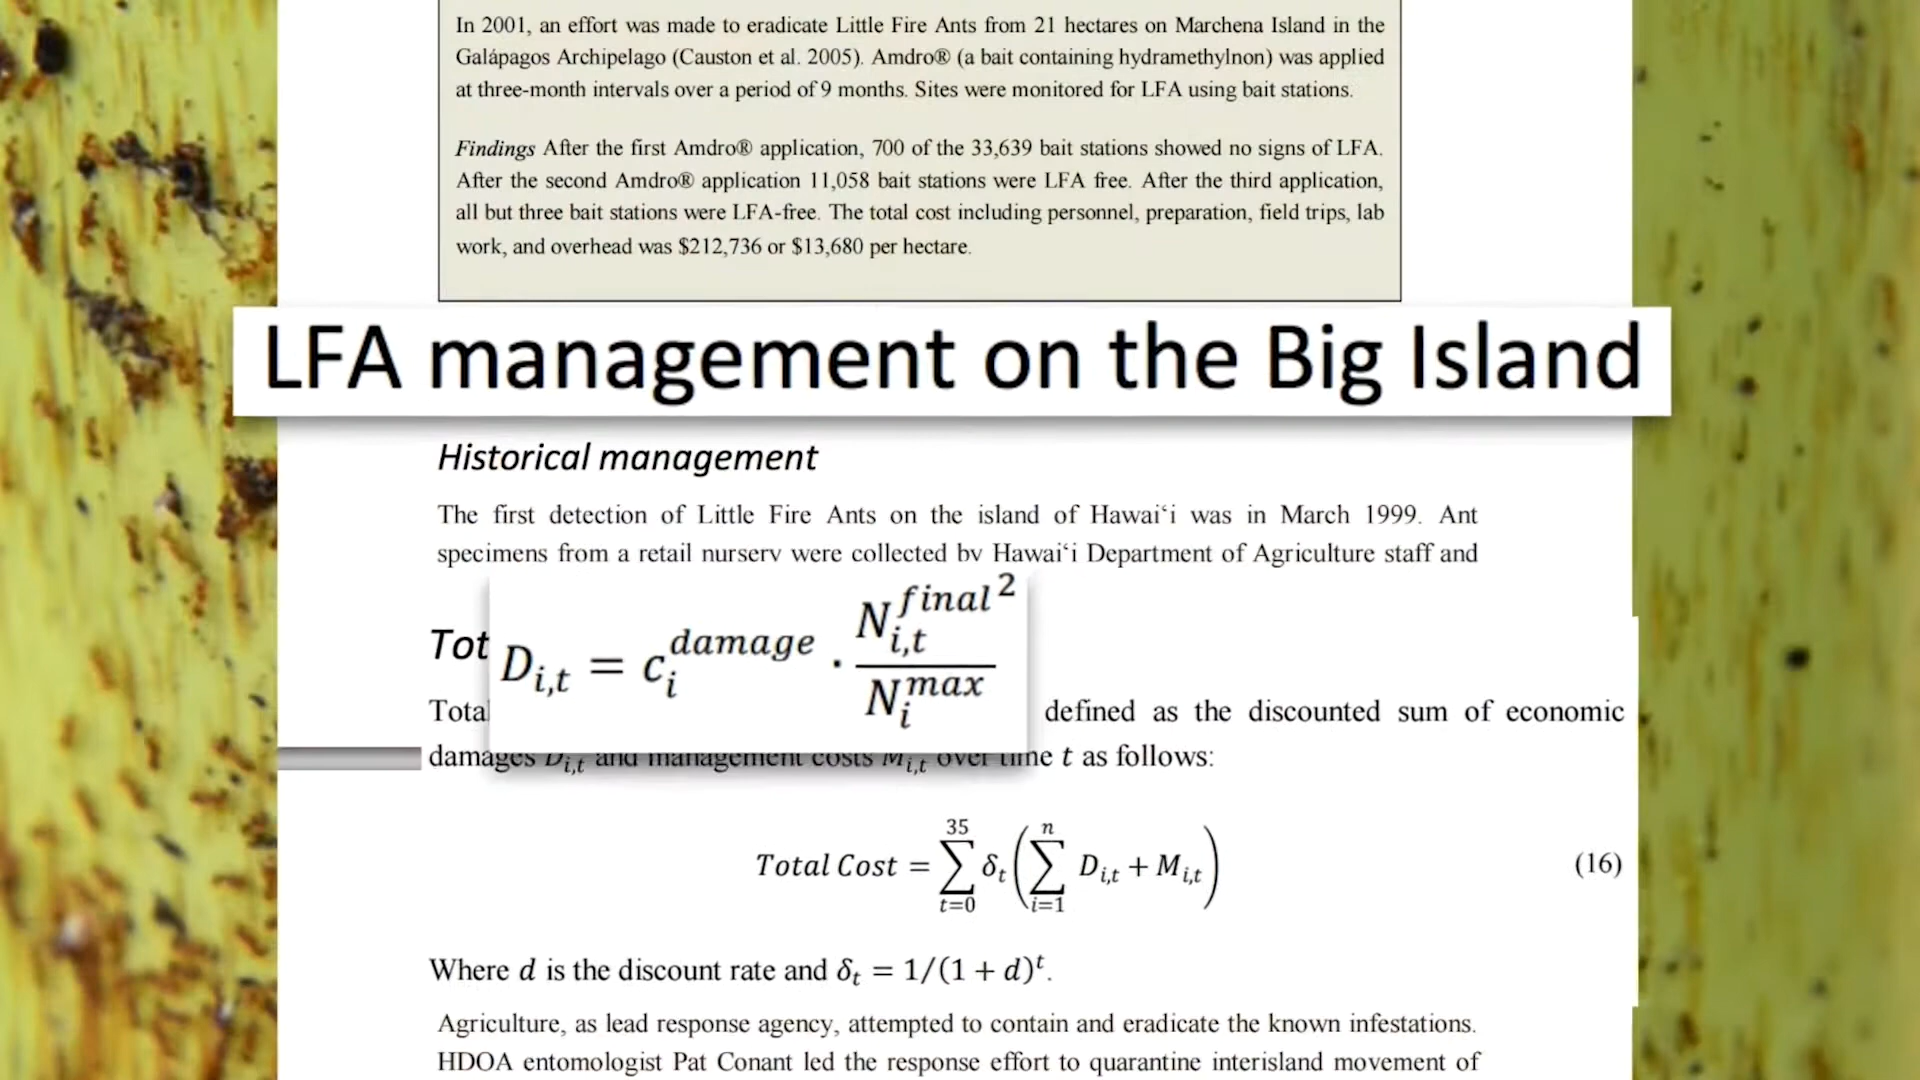 In 2001, an effort was made to eradicate Little Fire Ants from 21 hectares on Marchena Island in the
Galápagos Archipelago (Causton et al. 2005). Amdro® (a bait containing hydramethylnon) was applied
at three-month intervals over a period of 9 months. Sites were monitored for LFA using bait stations.
Findings After the first Amdro® application, 700 of the 33,639 bait stations showed no signs of LFA.
After the second Amdro® application 11,058 bait stations were LFA free. After the third application,
all but three bait stations were LFA-free. The total cost including personnel, preparation, field trips, lab
work, and overhead was $212,736 or $13,680 per hectare.
LFA management on the Big Island
Historical management
The first detection of Little Fire Ants on the island of Hawaiʻi was in March 1999. Ant
specimens from a retail nursery were collected by Hawaiʻi Department of Agriculture staff and
Tot
D_{i,t} = c_i^{damage} · \frac{N_{i,t}^{final^2}}{N_i^{max}}
Total defined as the discounted sum of economic
damages D_{i,t} and management costs M_{i,t} over time t as follows:
Total Cost = \sum_{t=0}^{35} δ_t ( \sum_{i=1}^{n} D_{i,t} + M_{i,t} ) (16)
Where d is the discount rate and δ_t = 1/(1 + d)^t.
Agriculture, as lead response agency, attempted to contain and eradicate the known infestations.
HDOA entomologist Pat Conant led the response effort to quarantine interisland movement of